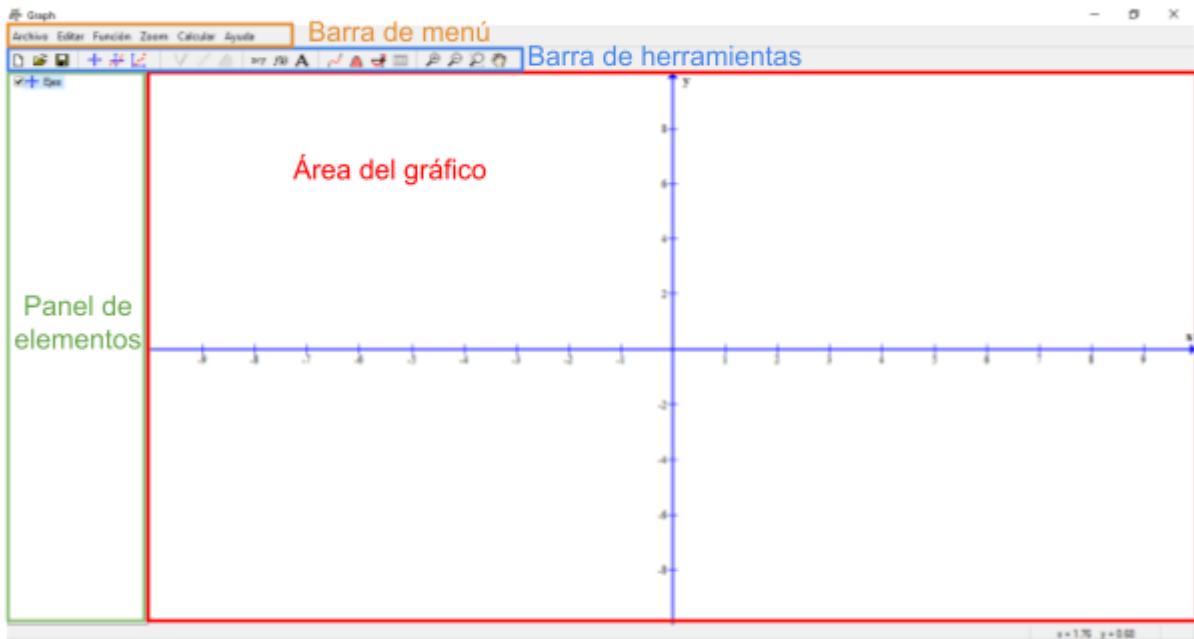 Graph
Archivo Editar Función Zoom Calcular Ayuda
Barra de menú
Barra de herramientas
Ejes
y
Área del gráfico
8
6
4
2
Panel de
elementos
x
-9 -8 -7 -6 -5 -4 -3 -2 -1 1 2 3 4 5 6 7 8 9
-2
-4
-6
-8
x = 1.76 y = 0.60